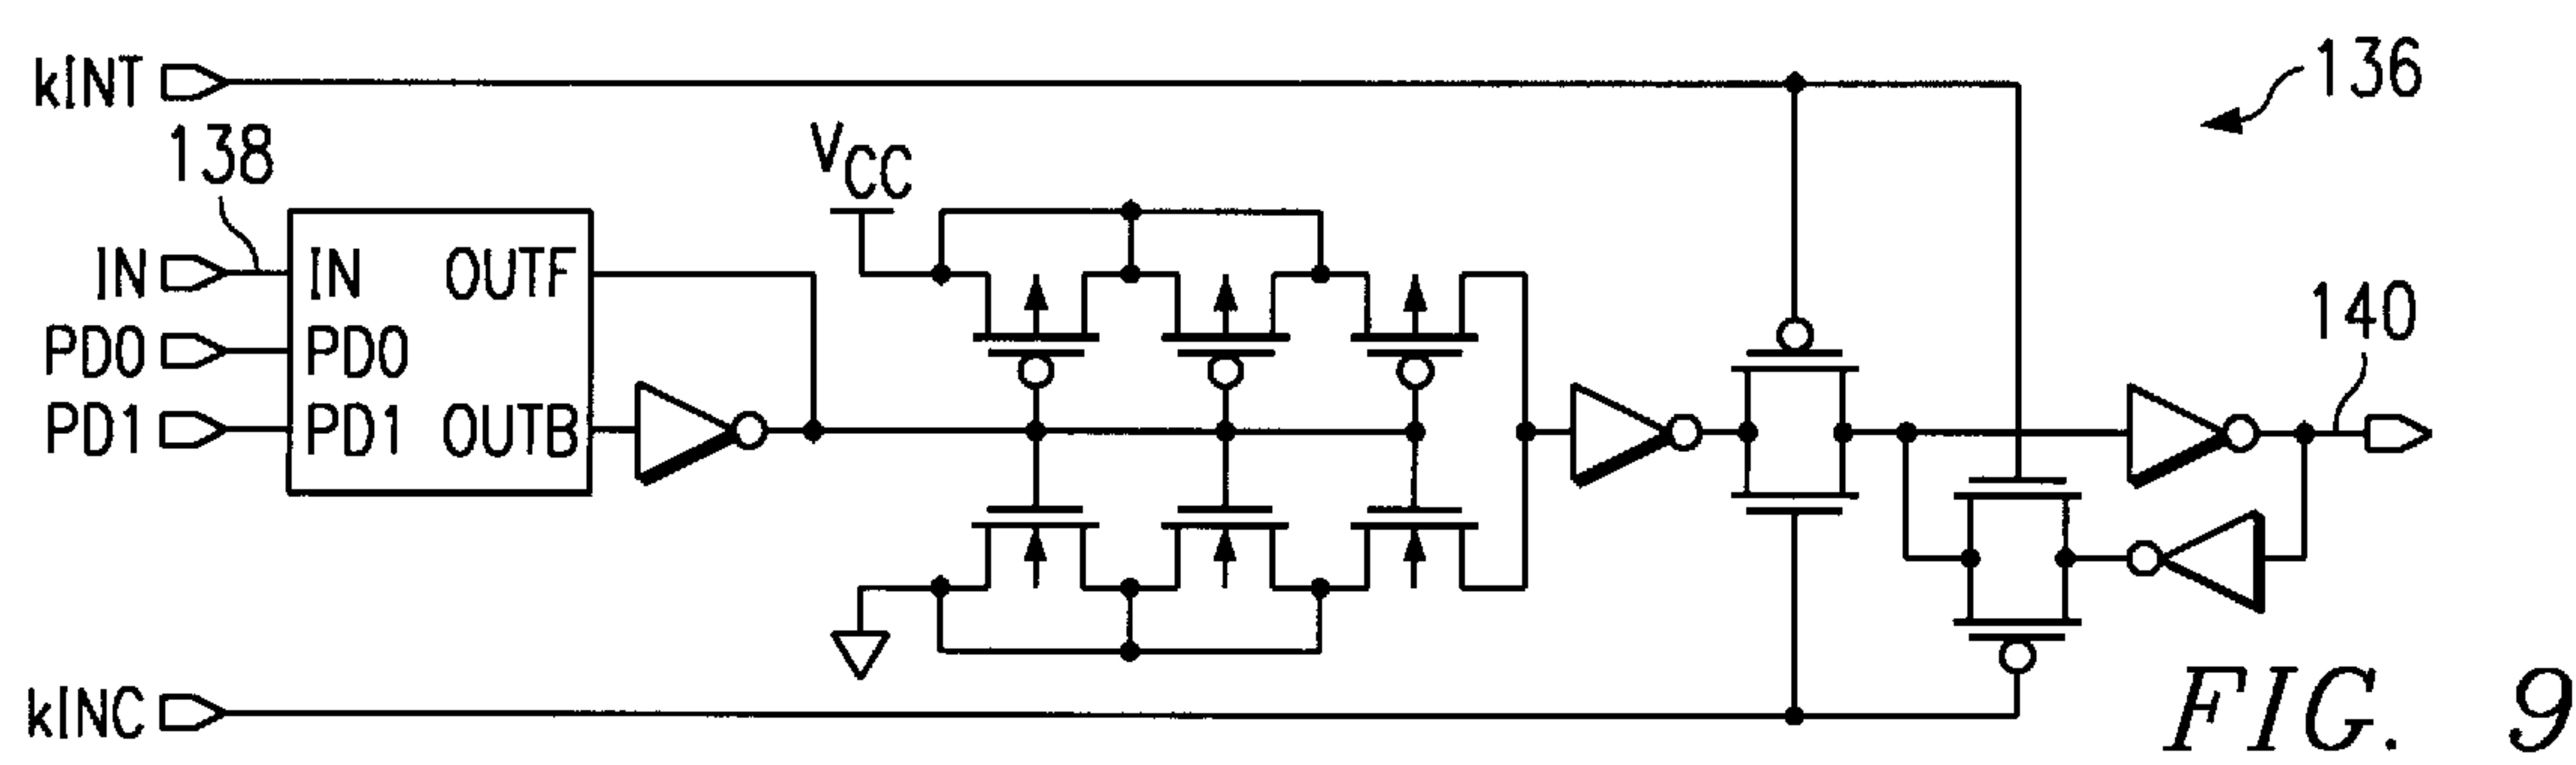 kINT
136
138
VCC
IN
IN OUTF
140
PD0
PD0
PD1
PD1 OUTB
kINC
FIG. 9